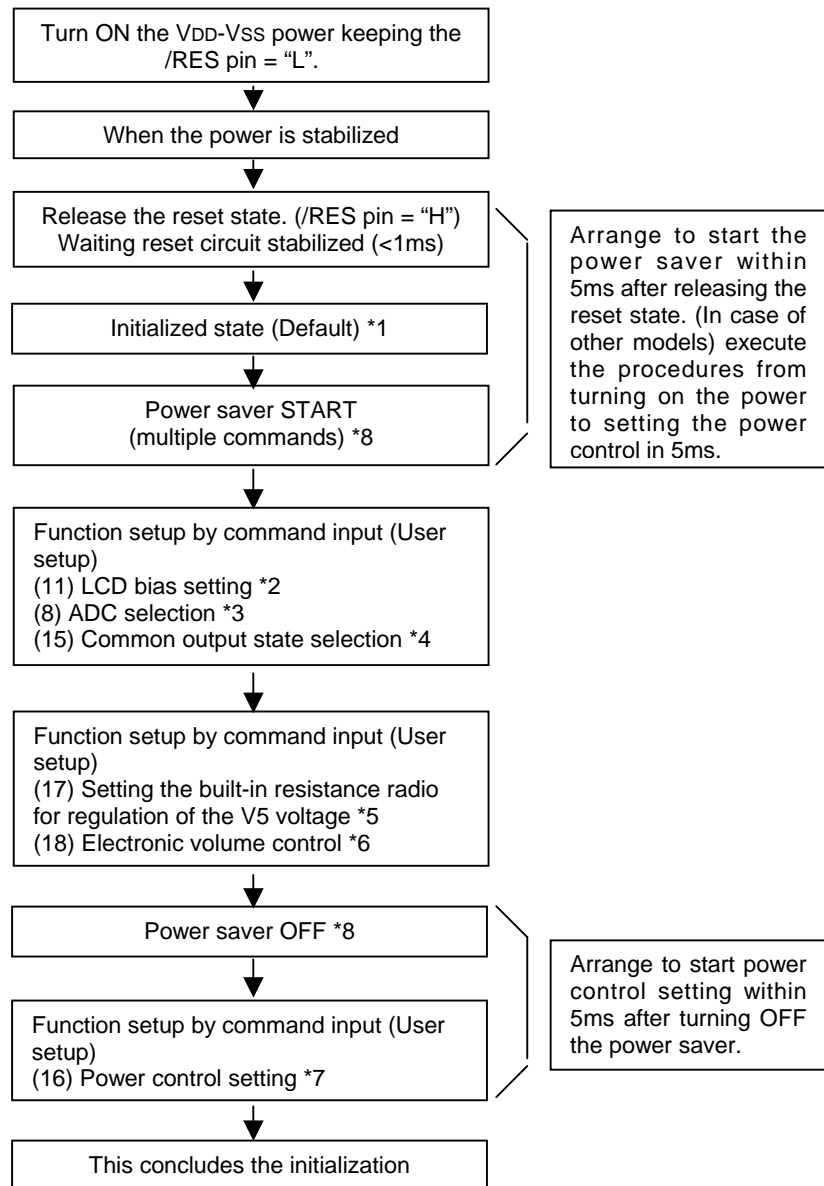 Turn ON the VDD-VSS power keeping the
/RES pin = “L”.
When the power is stabilized
Release the reset state. (/RES pin = “H”)
Waiting reset circuit stabilized (<1ms)
Arrange to start the
power saver within
5ms after releasing the
reset state. (In case of
other models) execute
the procedures from
turning on the power
to setting the power
control in 5ms.
Initialized state (Default) *1
Power saver START
(multiple commands) *8
Function setup by command input (User
setup)
(11) LCD bias setting *2
(8) ADC selection *3
(15) Common output state selection *4
Function setup by command input (User
setup)
(17) Setting the built-in resistance radio
for regulation of the V5 voltage *5
(18) Electronic volume control *6
Power saver OFF *8
Arrange to start power
control setting within
5ms after turning OFF
the power saver.
Function setup by command input (User
setup)
(16) Power control setting *7
This concludes the initialization